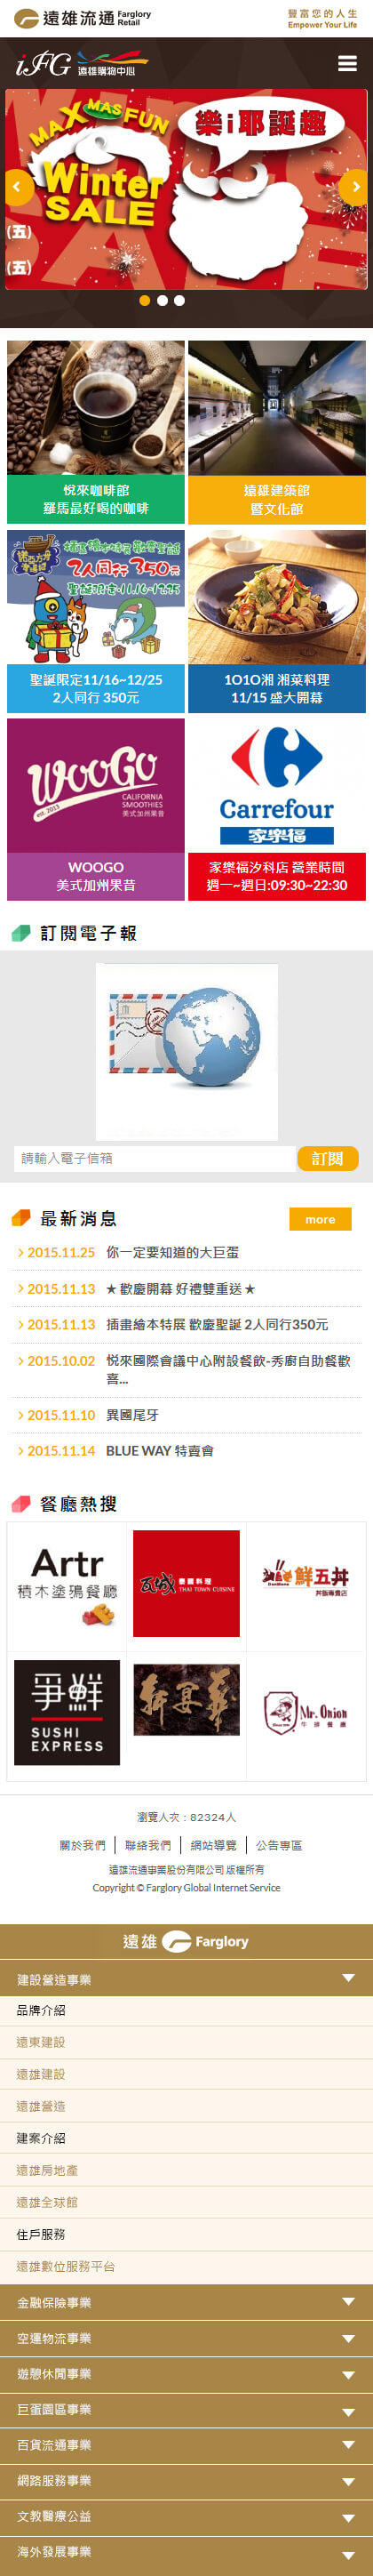 遠雄流通 Farglory Retail
豐富您的人生
Empower Your Life
iFG 遠雄購物中心
X'MAS FUN
Winter
SALE
樂i耶誕趣
(五)
(五)
悅來咖啡館
羅馬最好喝的咖啡
遠雄建築館
暨文化館
2人同行350元
聖誕限定11/16~12/25
2人同行 350元
1O1O湘 湘菜料理
11/15 盛大開幕
WOOGO
EST. 2013
CALIFORNIA
SMOOTHIES
美式加州果昔
WOOGO
美式加州果昔
Carrefour
家樂福
家樂福汐科店 營業時間
週一~週日:09:30~22:30
訂閱電子報
請輸入電子信箱
訂閱
最新消息
more
2015.11.25 你一定要知道的大巨蛋
2015.11.13 ★ 歡慶開幕 好禮雙重送 ★
2015.11.13 插畫繪本特展 歡慶聖誕 2人同行350元
2015.10.02 悅來國際會議中心附設餐飲-秀廚自助餐歡
喜...
2015.11.10 異國尾牙
2015.11.14 BLUE WAY 特賣會
餐廳熱搜
Artr
積木塗鴉餐廳
瓦城 泰國料理
THAI TOWN CUISINE
鮮五丼
丼飯專賣店
爭鮮
SUSHI
EXPRESS
Mr. Onion
牛排餐廳
瀏覽人次：82324人
關於我們 | 聯絡我們 | 網站導覽 | 公告專區
遠雄流通事業股份有限公司 版權所有
Copyright © Farglory Global Internet Service
遠雄 Farglory
建設營造事業
品牌介紹
遠東建設
遠雄建設
遠雄營造
建案介紹
遠雄房地產
遠雄全球館
住戶服務
遠雄數位服務平台
金融保險事業
空運物流事業
遊憩休閒事業
巨蛋園區事業
百貨流通事業
網路服務事業
文教醫療公益
海外發展事業